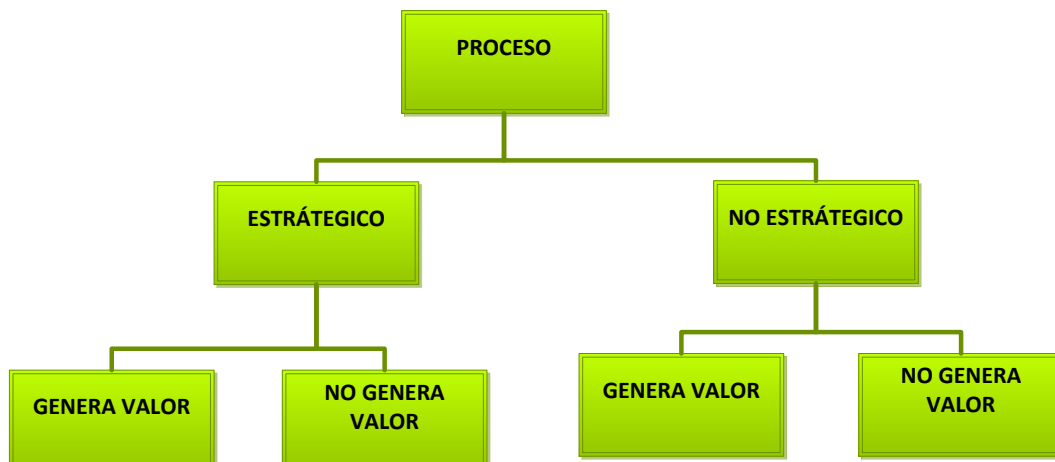 PROCESO
ESTRÁTEGICO
NO ESTRÁTEGICO
GENERA VALOR
NO GENERA
VALOR
GENERA VALOR
NO GENERA
VALOR